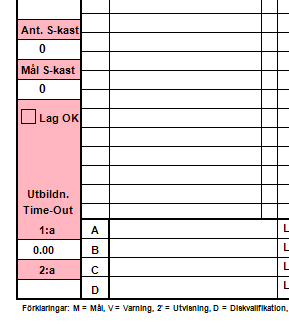 Ant. S-kast
0
Mål S-kast
0
Lag OK
Utbildn.
Time-Out
1:a A L
0.00 B L
2:a C L
D L
Förklaringar: M = Mål, V = Varning, 2' = Utvisning, D = Diskvalifikation,